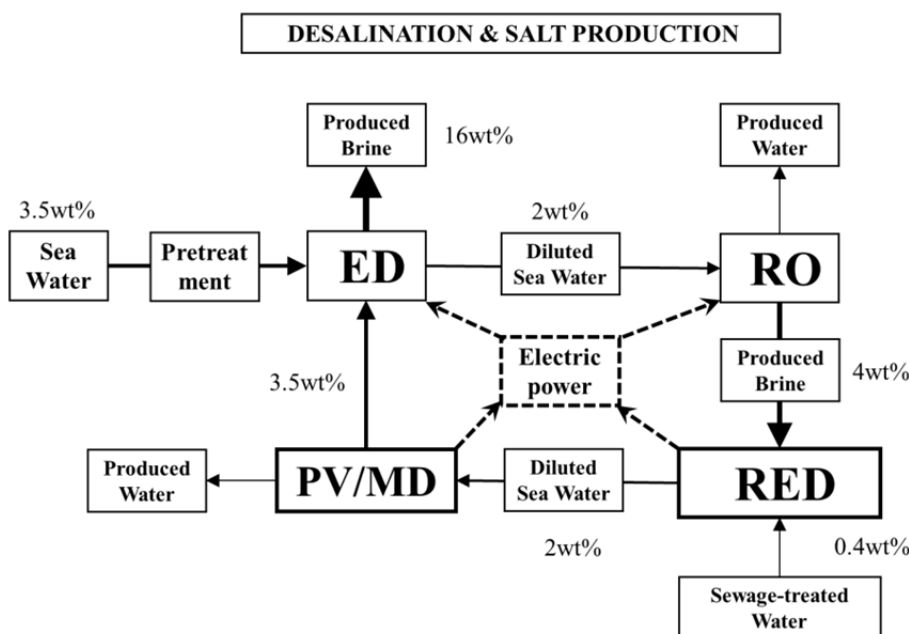 DESALINATION & SALT PRODUCTION
Produced
Brine
16wt%
Produced
Water
3.5wt%
2wt%
Sea
Water
Pretreat
ment
ED
Diluted
Sea Water
RO
Electric
power
3.5wt%
Produced
Brine
4wt%
Produced
Water
PV/MD
Diluted
Sea Water
RED
2wt%
0.4wt%
Sewage-treated
Water